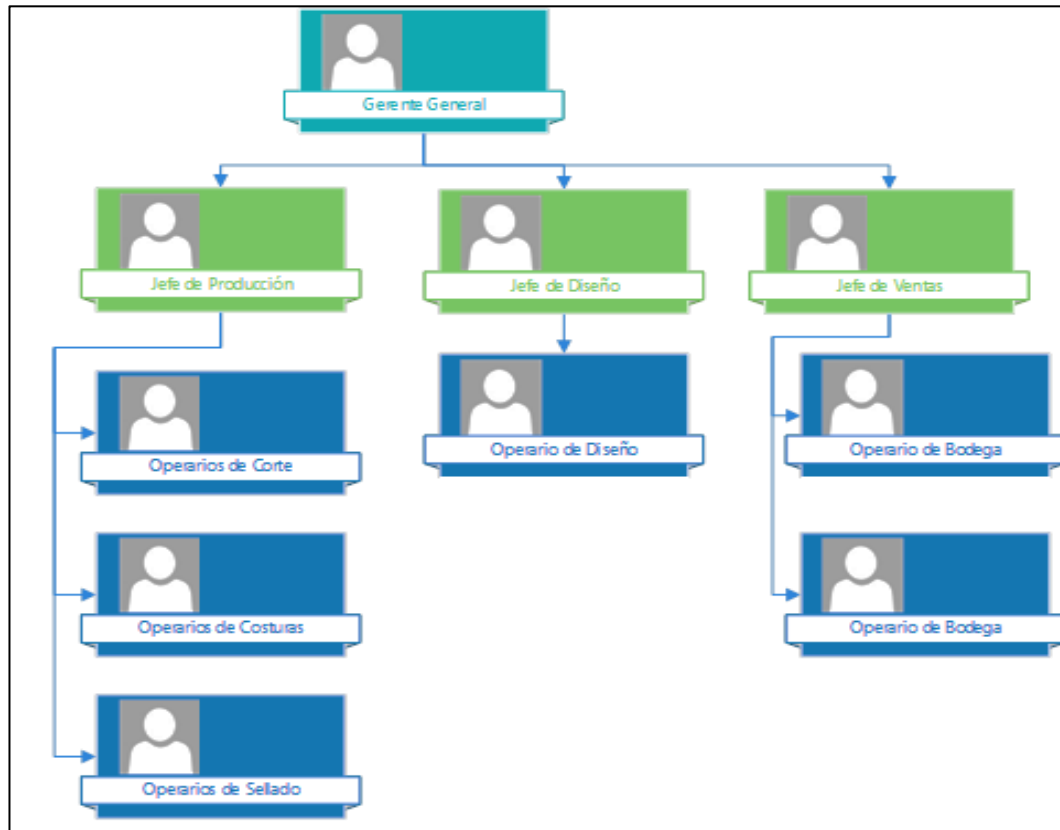 Gerente General
Jefe de Producción
Jefe de Diseño
Jefe de Ventas
Operarios de Corte
Operario de Diseño
Operario de Bodega
Operarios de Costuras
Operario de Bodega
Operarios de Sellado